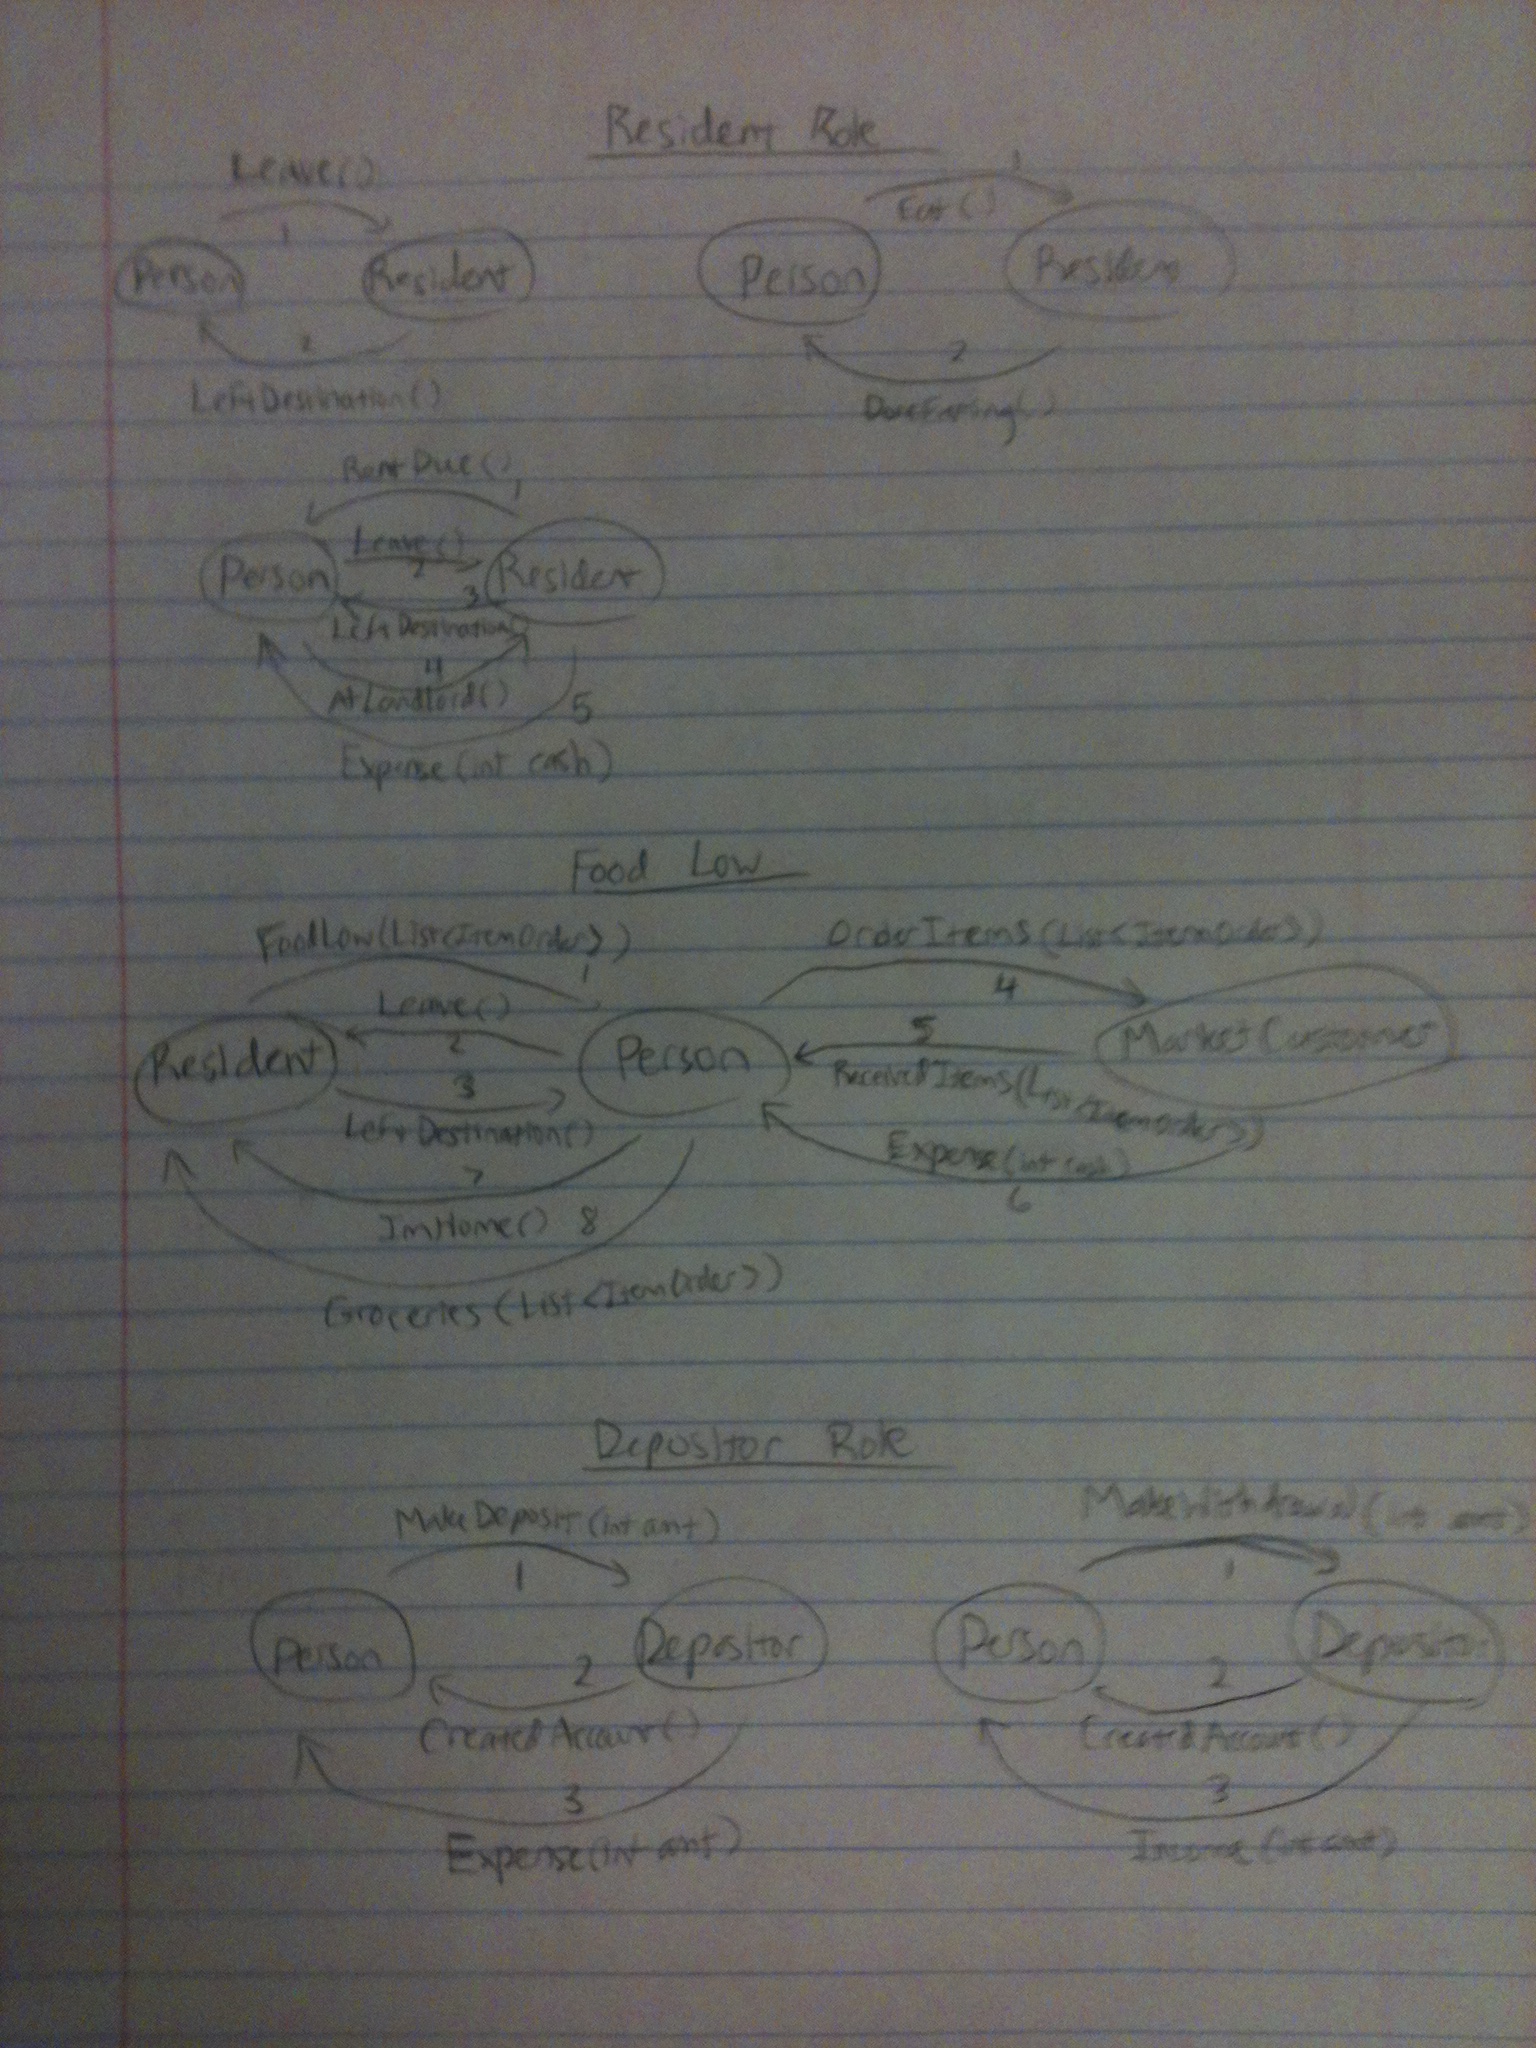 Resident Role
Leave()
1
Person
Resident
2
LeftDestination()
Eat()
1
Person
Resident
2
DoneEating()
RentDue()
1
Leave()
2
Person
Resident
3
LeftDestination()
4
AtLandlord()
5
Expense(int cash)
Food Low
FoodLow(List<ItemOrder>)
1
OrderItems(List<ItemOrder>)
Leave()
2
4
Resident
Person
MarketCustomer
3
LeftDestination()
5
ReceivedItems(List<ItemOrder>)
7
Expense(int cash)
ImHome()
8
6
Groceries(List<ItemOrder>)
Depositor Role
MakeDeposit(int amt)
1
Person
Depositor
2
CreatedAccount()
3
Expense(int amt)
MakeWithdrawal(int amt)
1
Person
Depositor
2
CreatedAccount()
3
Income(int amt)